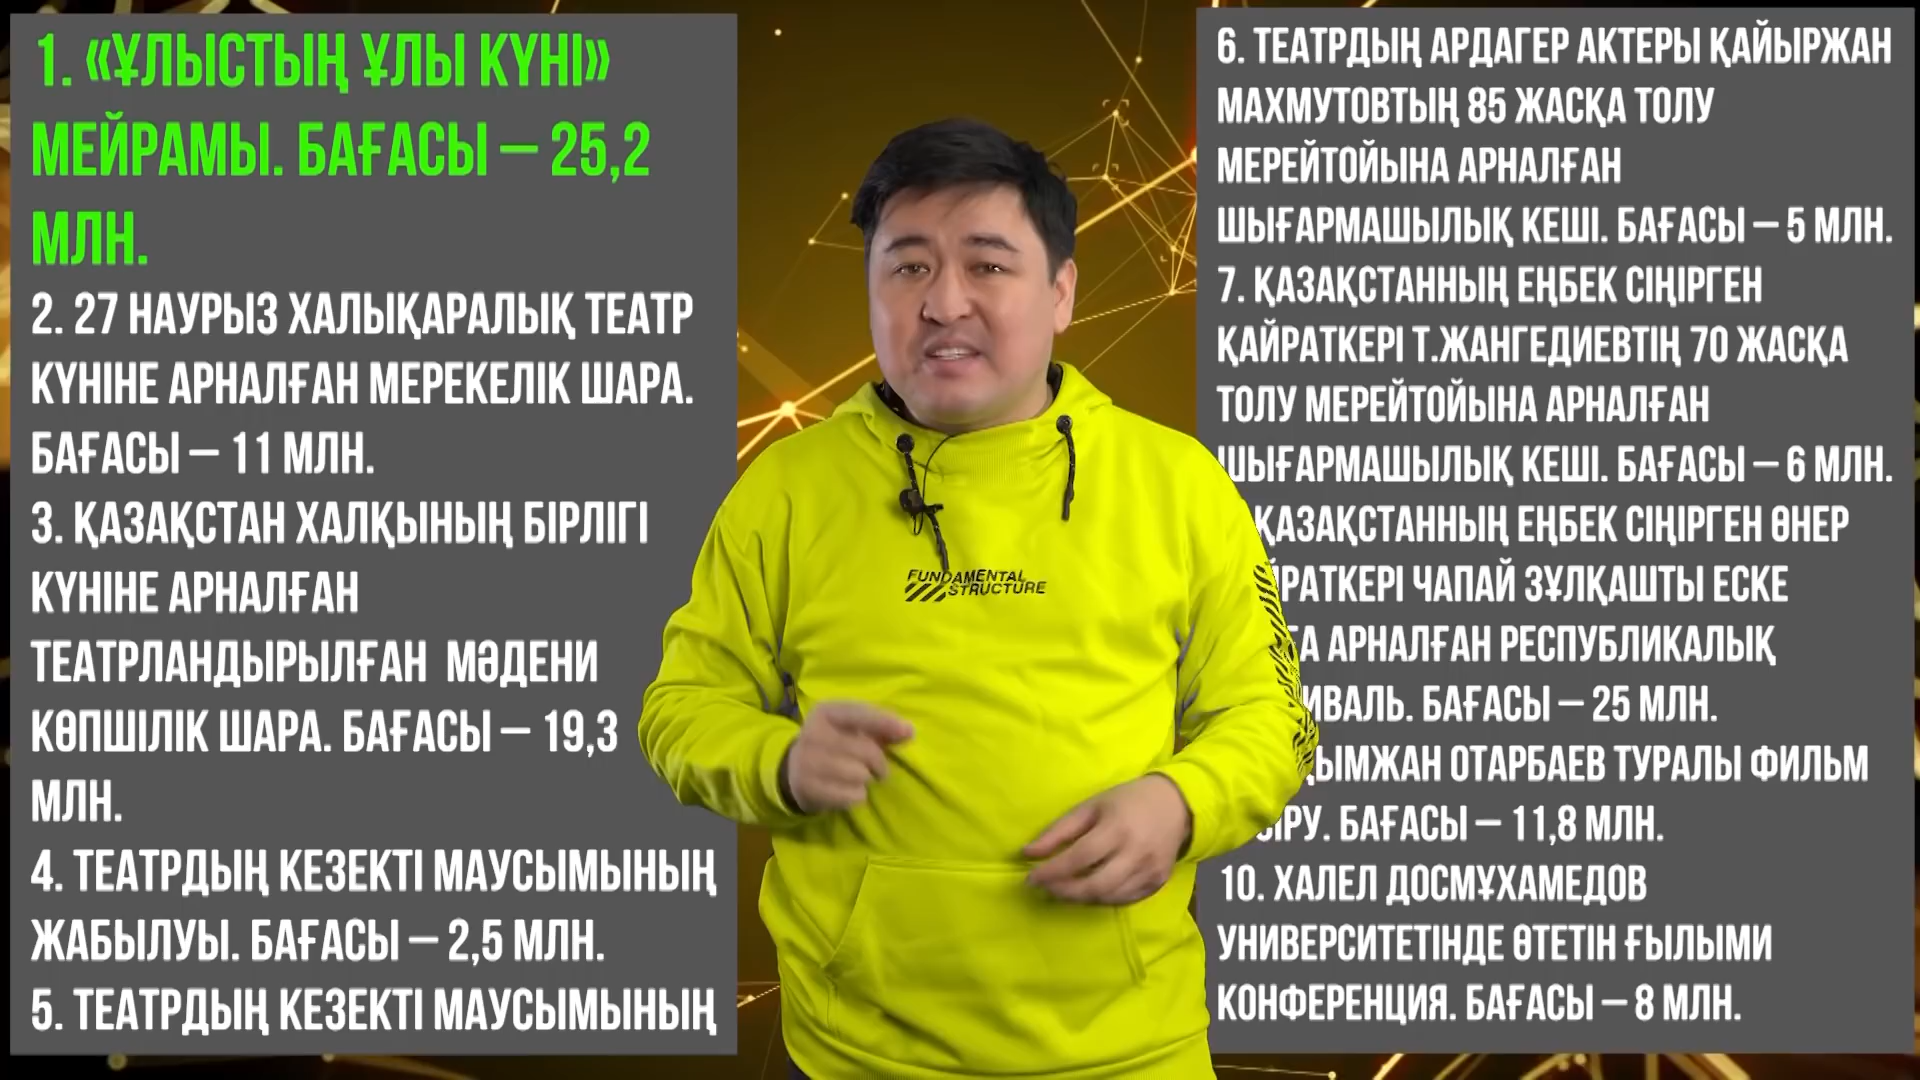 1. «ҰЛЫСТЫҢ ҰЛЫ КҮНІ»
МЕЙРАМЫ. БАҒАСЫ – 25,2
МЛН.
2. 27 НАУРЫЗ ХАЛЫҚАРАЛЫҚ ТЕАТР
КҮНІНЕ АРНАЛҒАН МЕРЕКЕЛІК ШАРА.
БАҒАСЫ – 11 МЛН.
3. ҚАЗАҚСТАН ХАЛҚЫНЫҢ БІРЛІГІ
КҮНІНЕ АРНАЛҒАН
ТЕАТРЛАНДЫРЫЛҒАН МӘДЕНИ
КӨПШІЛІК ШАРА. БАҒАСЫ – 19,3
МЛН.
4. ТЕАТРДЫҢ КЕЗЕКТІ МАУСЫМЫНЫҢ
ЖАБЫЛУЫ. БАҒАСЫ – 2,5 МЛН.
5. ТЕАТРДЫҢ КЕЗЕКТІ МАУСЫМЫНЫҢ
6. ТЕАТРДЫҢ АРДАГЕР АКТЕРЫ ҚАЙЫРЖАН
МАХМУТОВТЫҢ 85 ЖАСҚА ТОЛУ
МЕРЕЙТОЙЫНА АРНАЛҒАН
ШЫҒАРМАШЫЛЫҚ КЕШІ. БАҒАСЫ – 5 МЛН.
7. ҚАЗАҚСТАННЫҢ ЕҢБЕК СІҢІРГЕН
ҚАЙРАТКЕРІ Т.ЖАНГЕДИЕВТІҢ 70 ЖАСҚА
ТОЛУ МЕРЕЙТОЙЫНА АРНАЛҒАН
ШЫҒАРМАШЫЛЫҚ КЕШІ. БАҒАСЫ – 6 МЛН.
ҚАЗАҚСТАННЫҢ ЕҢБЕК СІҢІРГЕН ӨНЕР
ЧАПАЙ ЗҰЛҚАШТЫ ЕСКЕ
АРНАЛҒАН РЕСПУБЛИКАЛЫҚ
БАҒАСЫ – 25 МЛН.
ОТАРБАЕВ ТУРАЛЫ ФИЛЬМ
БАҒАСЫ – 11,8 МЛН.
10. ХАЛЕЛ ДОСМҰХАМЕДОВ
УНИВЕРСИТЕТІНДЕ ӨТЕТІН ҒЫЛЫМИ
КОНФЕРЕНЦИЯ. БАҒАСЫ – 8 МЛН.
FUNDAMENTAL
STRUCTURE